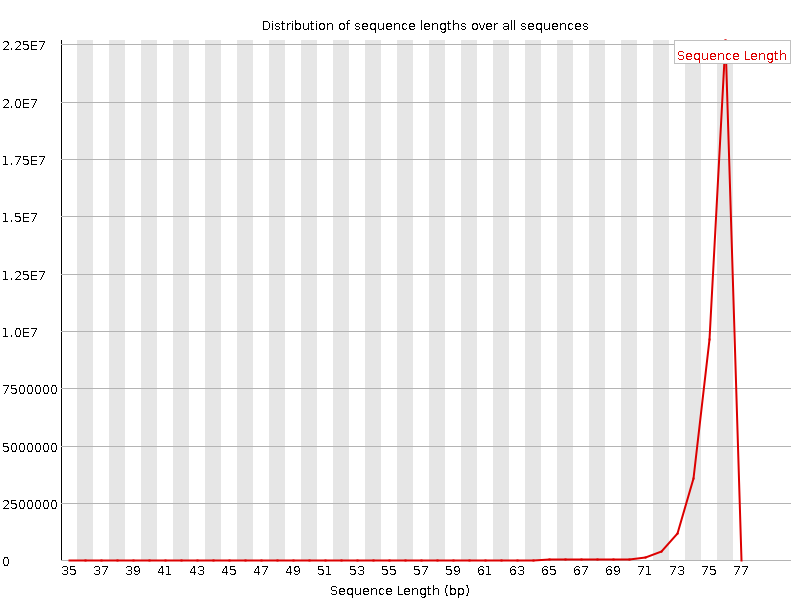 Distribution of sequence lengths over all sequences
Sequence Length
2.25E7
2.0E7
1.75E7
1.5E7
1.25E7
1.0E7
7500000
5000000
2500000
0
35 37 39 41 43 45 47 49 51 53 55 57 59 61 63 65 67 69 71 73 75 77
Sequence Length (bp)